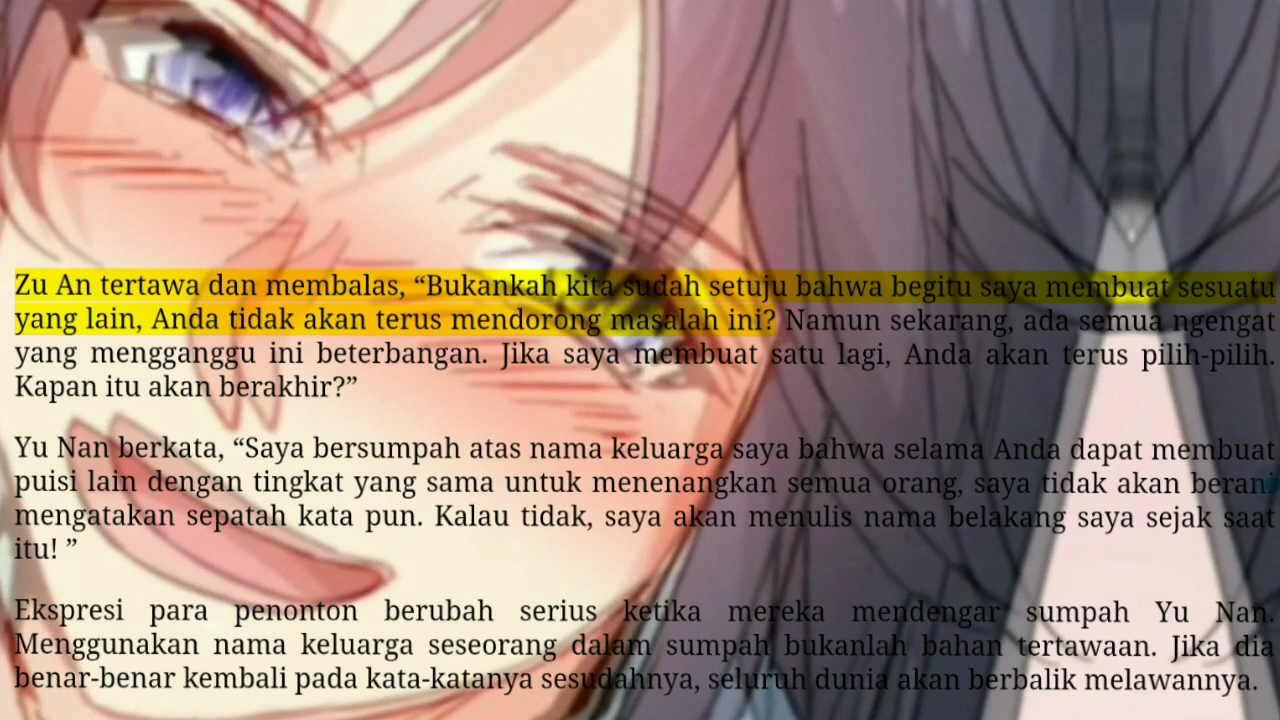 Zu An tertawa dan membalas, “Bukankah kita sudah setuju bahwa begitu saya membuat sesuatu
yang lain, Anda tidak akan terus mendorong masalah ini? Namun sekarang, ada semua ngengat
yang mengganggu ini beterbangan. Jika saya membuat satu lagi, Anda akan terus pilih-pilih.
Kapan itu akan berakhir?”
Yu Nan berkata, “Saya bersumpah atas nama keluarga saya bahwa selama Anda dapat membuat
puisi lain dengan tingkat yang sama untuk menenangkan semua orang, saya tidak akan berani
mengatakan sepatah kata pun. Kalau tidak, saya akan menulis nama belakang saya sejak saat
itu! ”
Ekspresi para penonton berubah serius ketika mereka mendengar sumpah Yu Nan.
Menggunakan nama keluarga seseorang dalam sumpah bukanlah bahan tertawaan. Jika dia
benar-benar kembali pada kata-katanya sesudahnya, seluruh dunia akan berbalik melawannya.